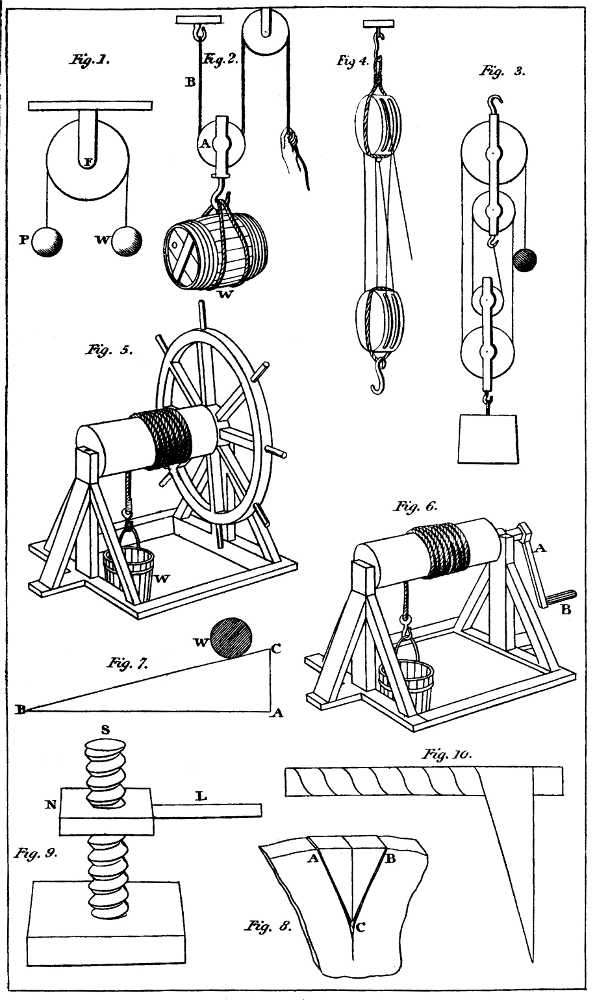 Fig. 1.
F
P
W
Fig. 2.
B
A
W
Fig 4.
Fig. 3.
Fig. 5.
W
Fig. 6.
A
B
Fig. 7.
W
C
B
A
S
N
L
Fig. 9.
Fig. 10.
A
B
C
Fig. 8.